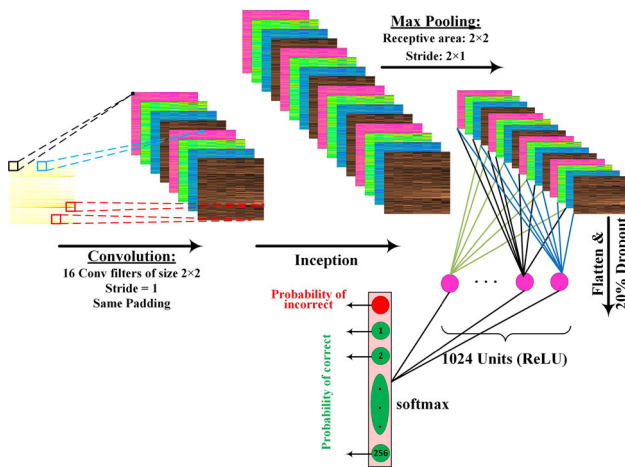 Max Pooling:
Receptive area: 2×2
Stride: 2×1
Convolution:
16 Conv filters of size 2×2
Stride = 1
Same Padding
Inception
Flatten &
20% Dropout
. . .
1024 Units (ReLU)
Probability of
incorrect
Probability of correct
1
2
.
.
.
256
softmax